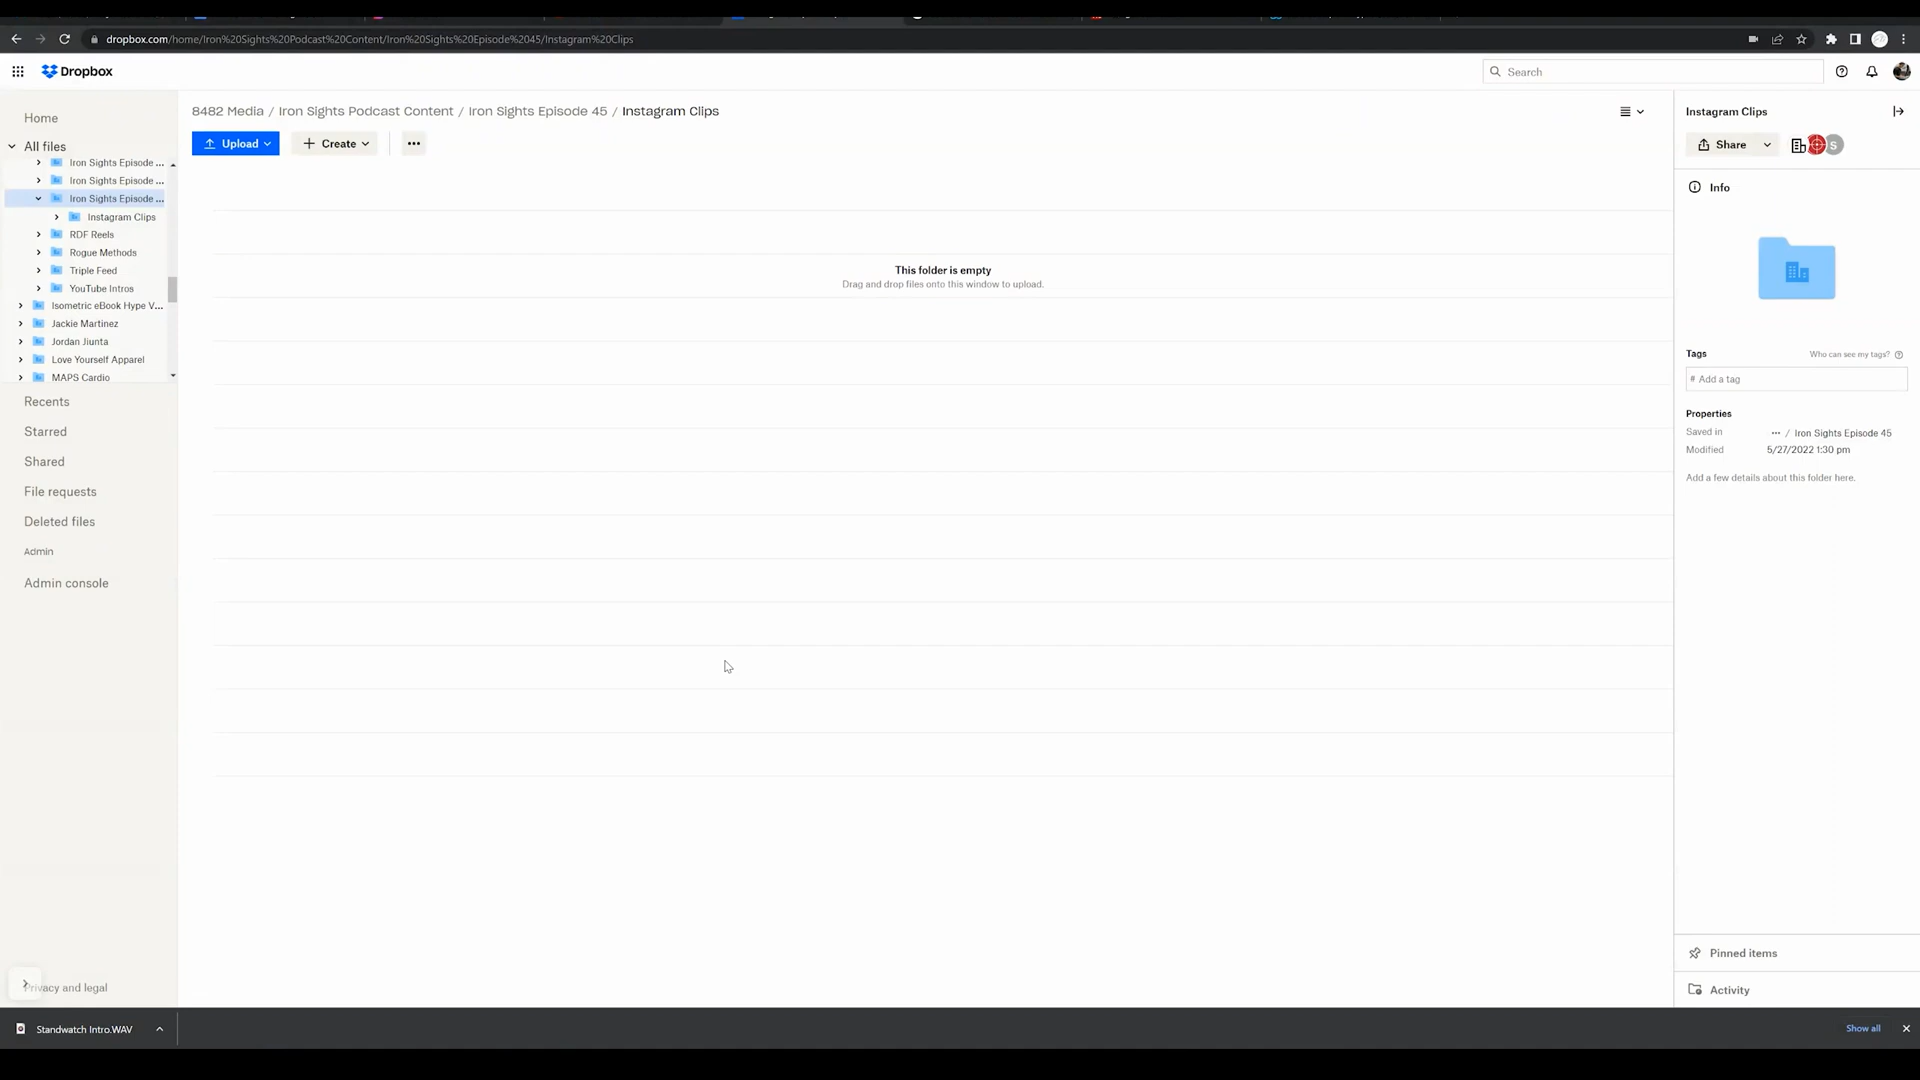 dropbox.com/home/Iron%20Sights%20Podcast%20Content/Iron%20Sights%20Episode%2045/Instagram%20Clips
Dropbox
Search
Home
All files
Iron Sights Episode ...
Iron Sights Episode ...
Iron Sights Episode ...
Instagram Clips
RDF Reels
Rogue Methods
Triple Feed
YouTube Intros
Isometric eBook Hype V...
Jackie Martinez
Jordan Jiunta
Love Yourself Apparel
MAPS Cardio
Recents
Starred
Shared
File requests
Deleted files
Admin
Admin console
Privacy and legal
8482 Media / Iron Sights Podcast Content / Iron Sights Episode 45 / Instagram Clips
Upload
Create
This folder is empty
Drag and drop files onto this window to upload.
Instagram Clips
Share
S
Info
Tags
Who can see my tags?
# Add a tag
Properties
Saved in ... / Iron Sights Episode 45
Modified 5/27/2022 1:30 pm
Add a few details about this folder here.
Pinned items
Activity
Standwatch Intro.WAV
Show all